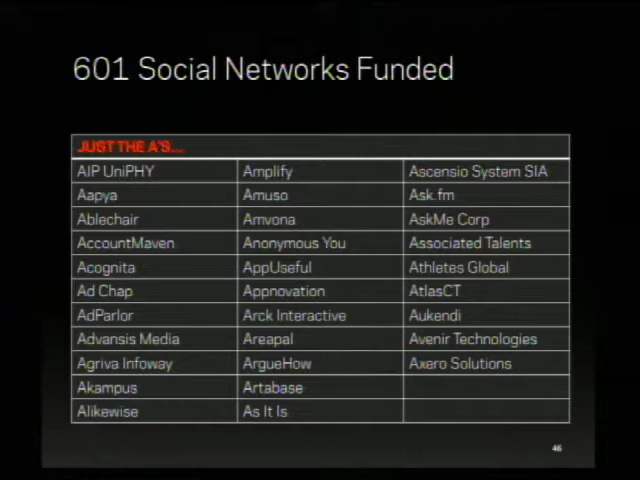 601 Social Networks Funded
JUST THE A'S...
AIP UniPHY Amplify Ascensio System SIA
Aapya Amuso Ask.fm
Ablechair Amvona AskMe Corp
AccountMaven Anonymous You Associated Talents
Acognita AppUseful Athletes Global
Ad Chap Appnovation AtlasCT
AdParlor Arck Interactive Aukendi
Advansis Media Areapal Avenir Technologies
Agriva Infoway ArgueHow Axero Solutions
Akampus Artabase
Alikewise As It Is
46